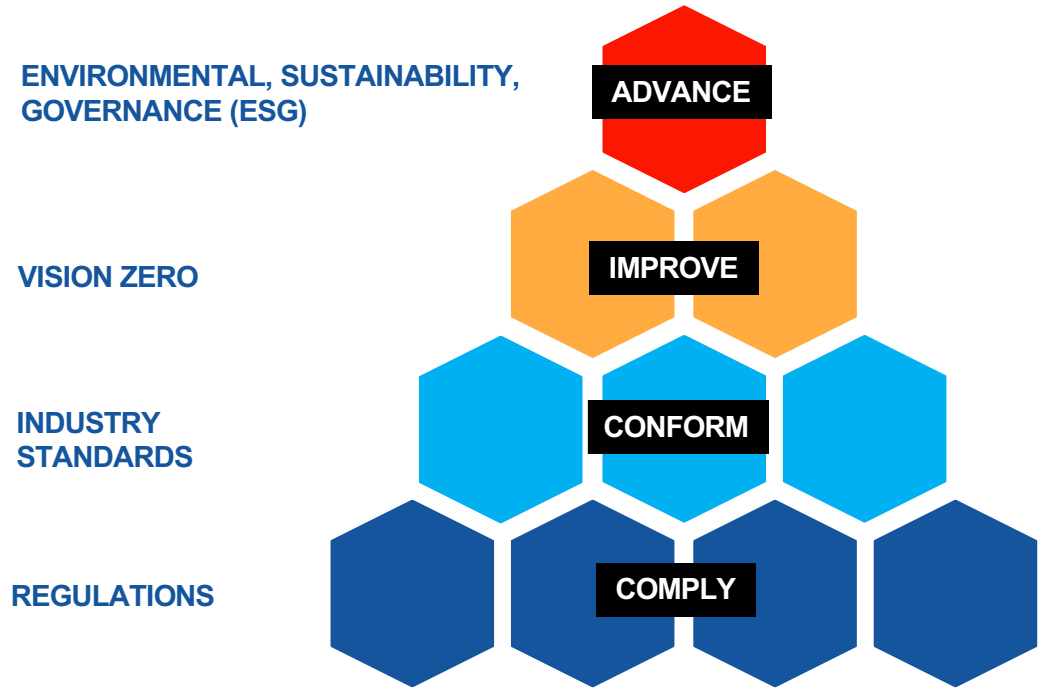 ENVIRONMENTAL, SUSTAINABILITY,
GOVERNANCE (ESG)
ADVANCE
VISION ZERO
IMPROVE
INDUSTRY
STANDARDS
CONFORM
REGULATIONS
COMPLY